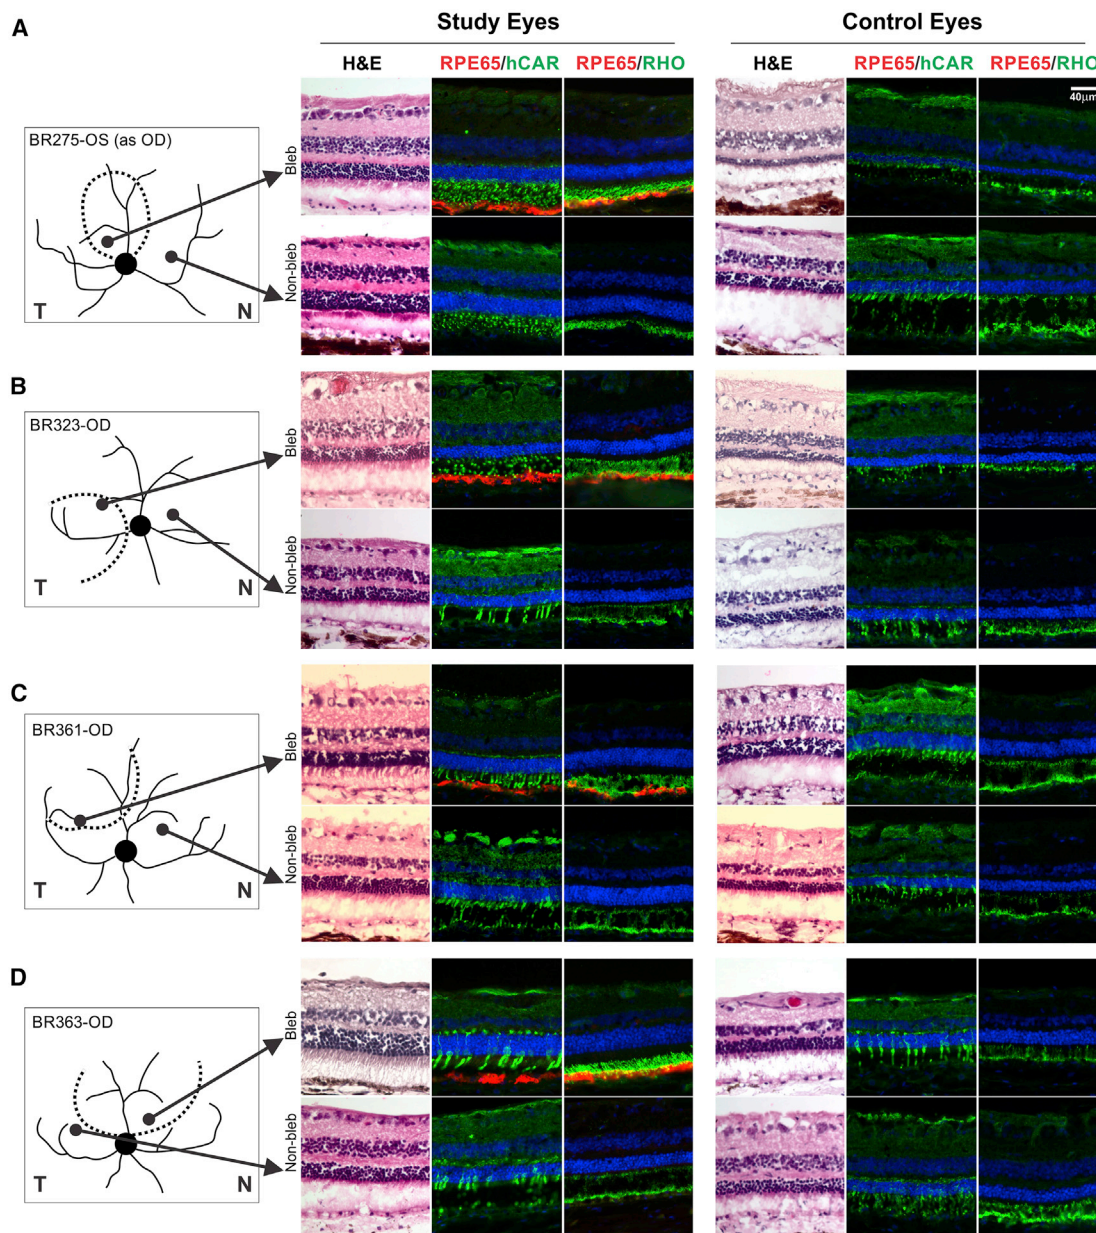 Study Eyes
Control Eyes
A
H&E
RPE65/hCAR
RPE65/RHO
H&E
RPE65/hCAR
RPE65/RHO
40μm
BR275-OS (as OD)
T
N
Bleb
Non-bleb
B
BR323-OD
T
N
Bleb
Non-bleb
C
BR361-OD
T
N
Bleb
Non-bleb
D
BR363-OD
T
N
Bleb
Non-bleb